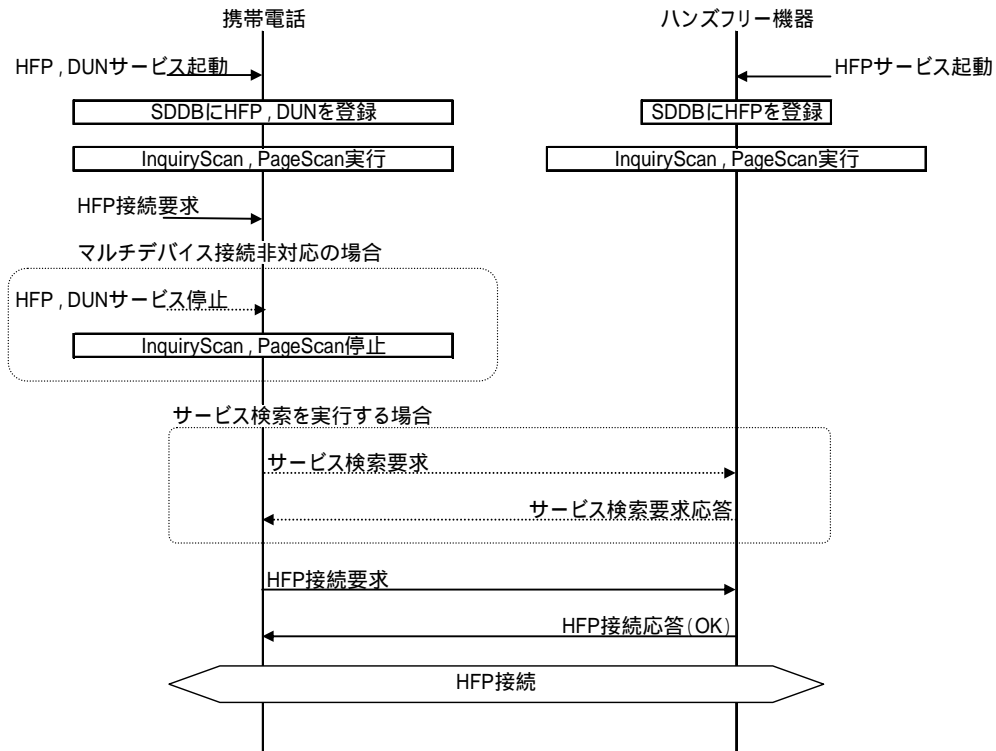 携帯電話
ハンズフリー機器
HFP , DUNサービス起動
HFPサービス起動
SDDBにHFP , DUNを登録
SDDBにHFPを登録
InquiryScan , PageScan実行
InquiryScan , PageScan実行
HFP接続要求
マルチデバイス接続非対応の場合
HFP , DUNサービス停止
InquiryScan , PageScan停止
サービス検索を実行する場合
サービス検索要求
サービス検索要求応答
HFP接続要求
HFP接続応答(OK)
HFP接続